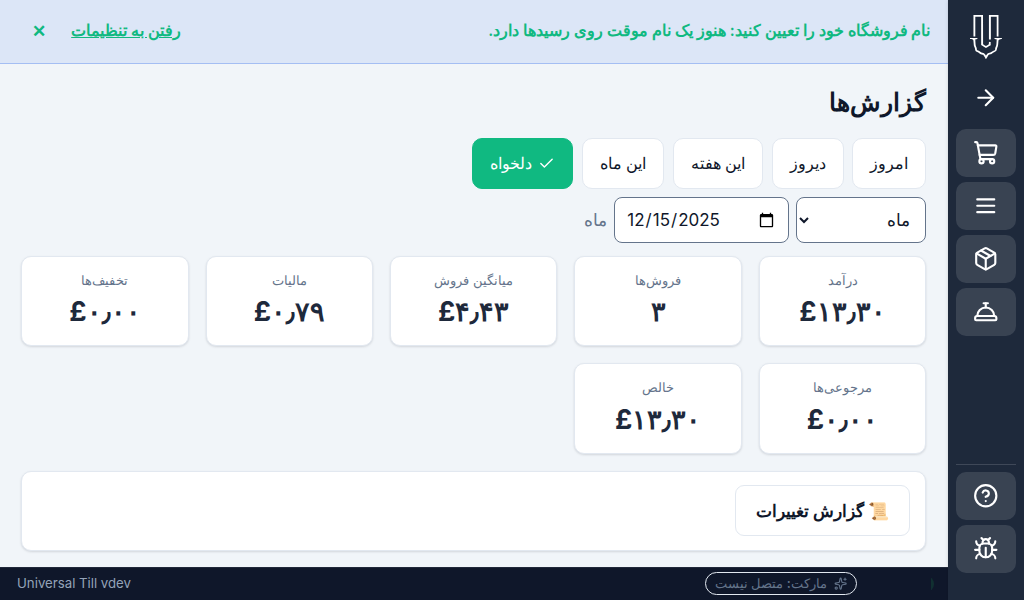 نام فروشگاه خود را تعیین کنید: هنوز یک نام موقت روی رسیدها دارد.
رفتن به تنظیمات
✕
گزارش‌ها
امروز
دیروز
این هفته
این ماه
✓ دلخواه
ماه
12/15/2025
ماه
درآمد
£۱۳٫۳۰
فروش‌ها
۳
میانگین فروش
£۴٫۴۳
مالیات
£۰٫۷۹
تخفیف‌ها
£۰٫۰۰
مرجوعی‌ها
£۰٫۰۰
خالص
£۱۳٫۳۰
📜 گزارش تغییرات
مارکت: متصل نیست
Universal Till vdev